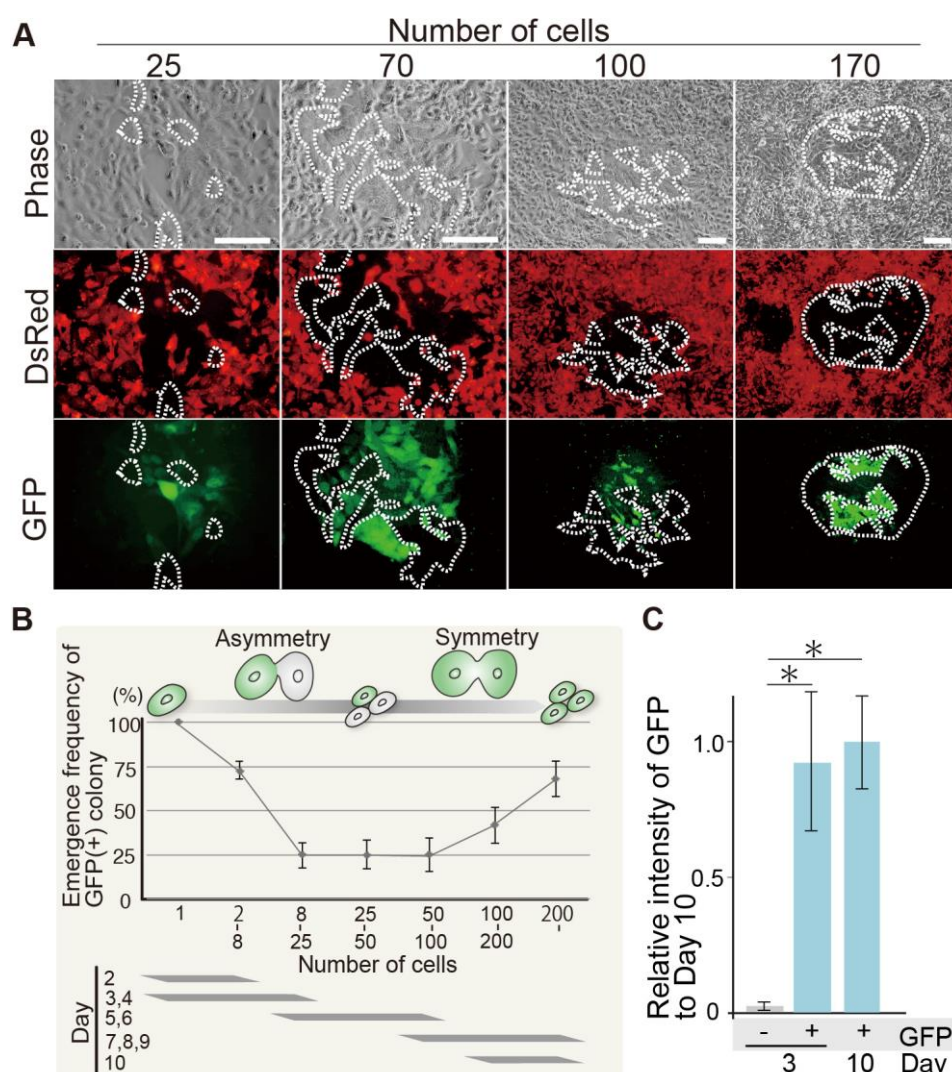 A
Number of cells
25 70 100 170
Phase
DsRed
GFP
B
Asymmetry
Symmetry
(%)
Emergence frequency of
GFP(+) colony
100
75
50
25
0
1 2 8 25 50 100 200
- - - - - -
8 25 50 100 200
Number of cells
Day
2
3,4
5,6
7,8,9
10
C
*
*
Relative intensity of GFP
to Day 10
1.0
0.5
0
- + + GFP
3 10 Day